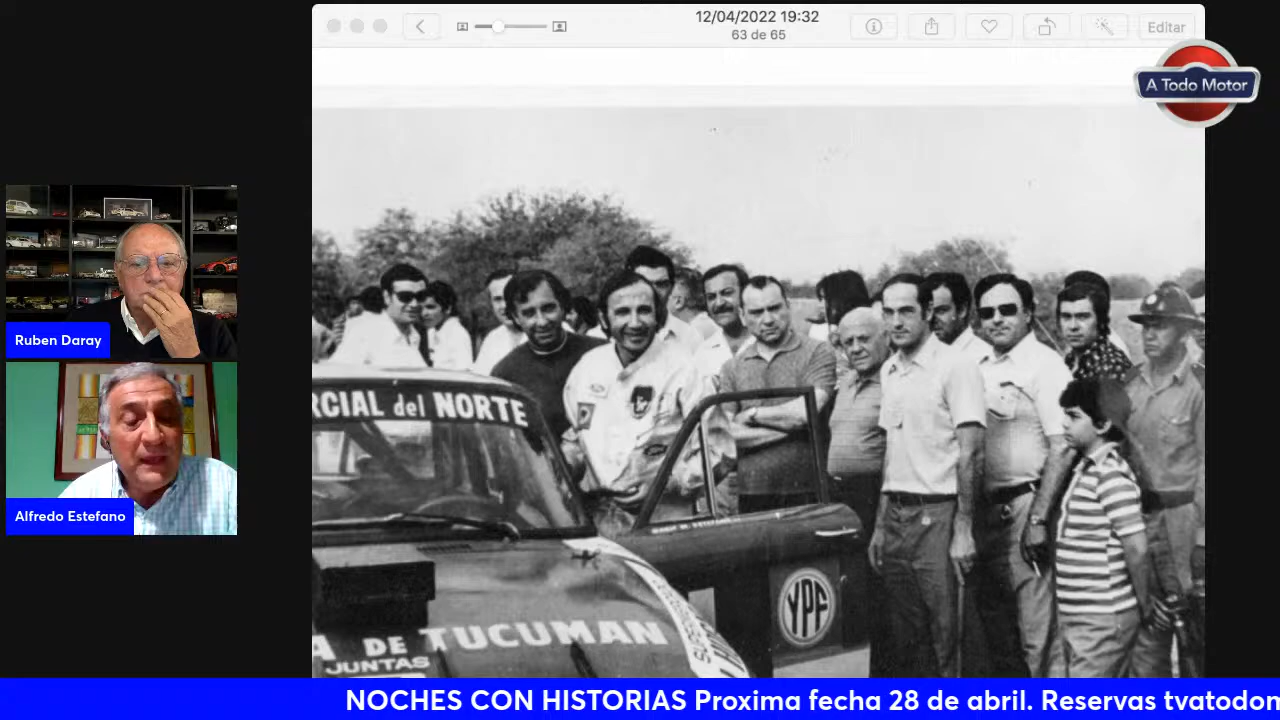 12/04/2022 19:32
63 de 65
Editar
A Todo Motor
Ruben Daray
Alfredo Estefano
RCIAL del NORTE
YPF
A DE TUCUMAN
JUNTAS
NOCHES CON HISTORIAS Proxima fecha 28 de abril. Reservas tvatodon